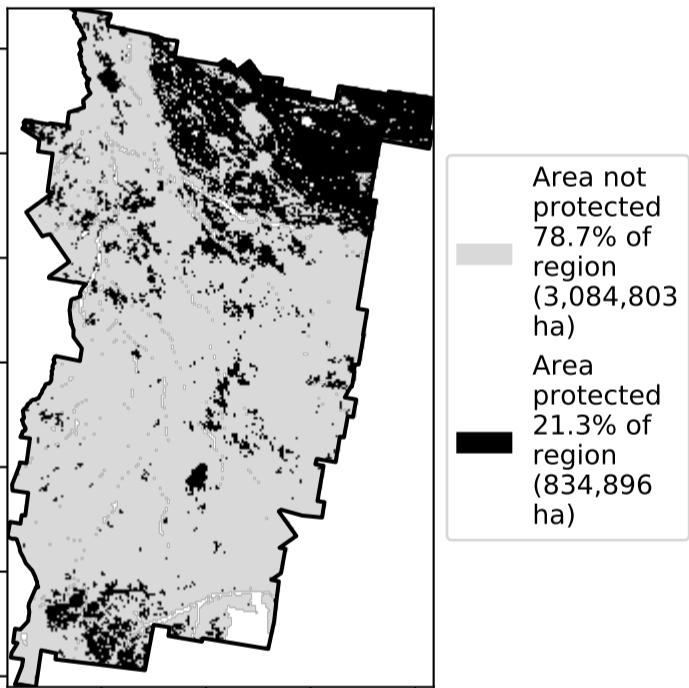 Area not
protected
78.7% of
region
(3,084,803
ha)
Area
protected
21.3% of
region
(834,896
ha)